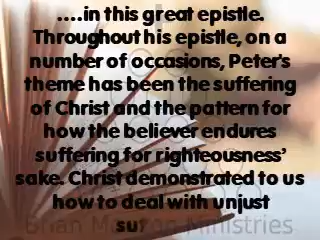 ....in this great epistle.
Throughout his epistle, on a
number of occasions, Peter's
theme has been the suffering
of Christ and the pattern for
how the believer endures
suffering for righteousness'
sake. Christ demonstrated to us
how to deal with unjust
Ministries